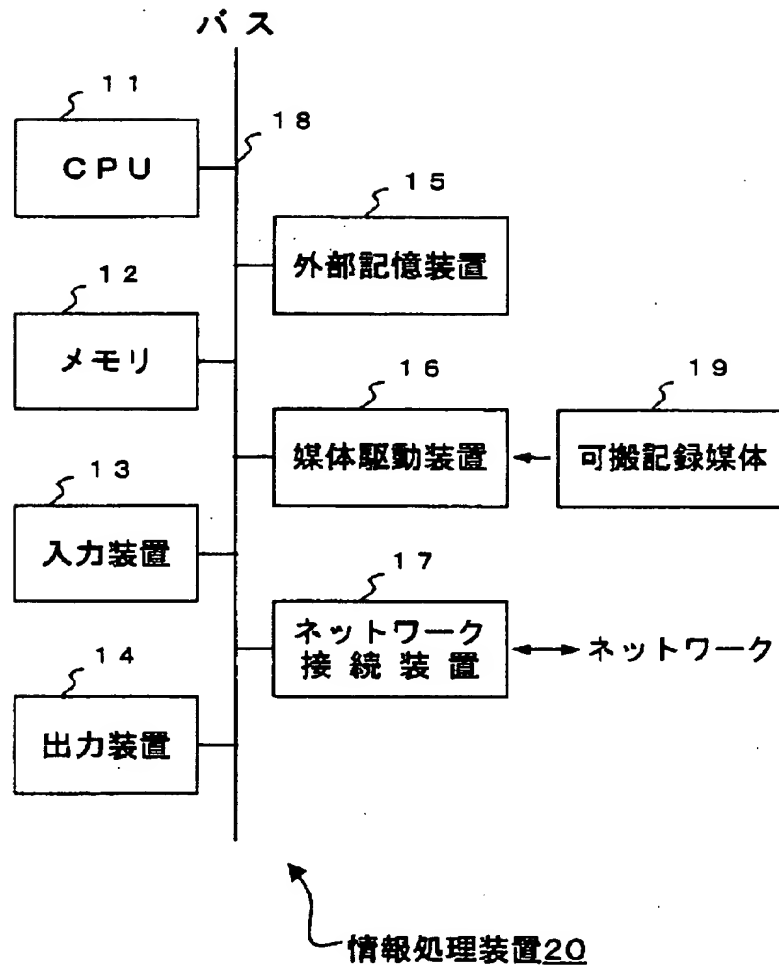 バス
11
CPU
18
15
外部記憶装置
12
メモリ
16
媒体駆動装置
19
可搬記録媒体
13
入力装置
17
ネットワーク
接続装置
ネットワーク
14
出力装置
情報処理装置20